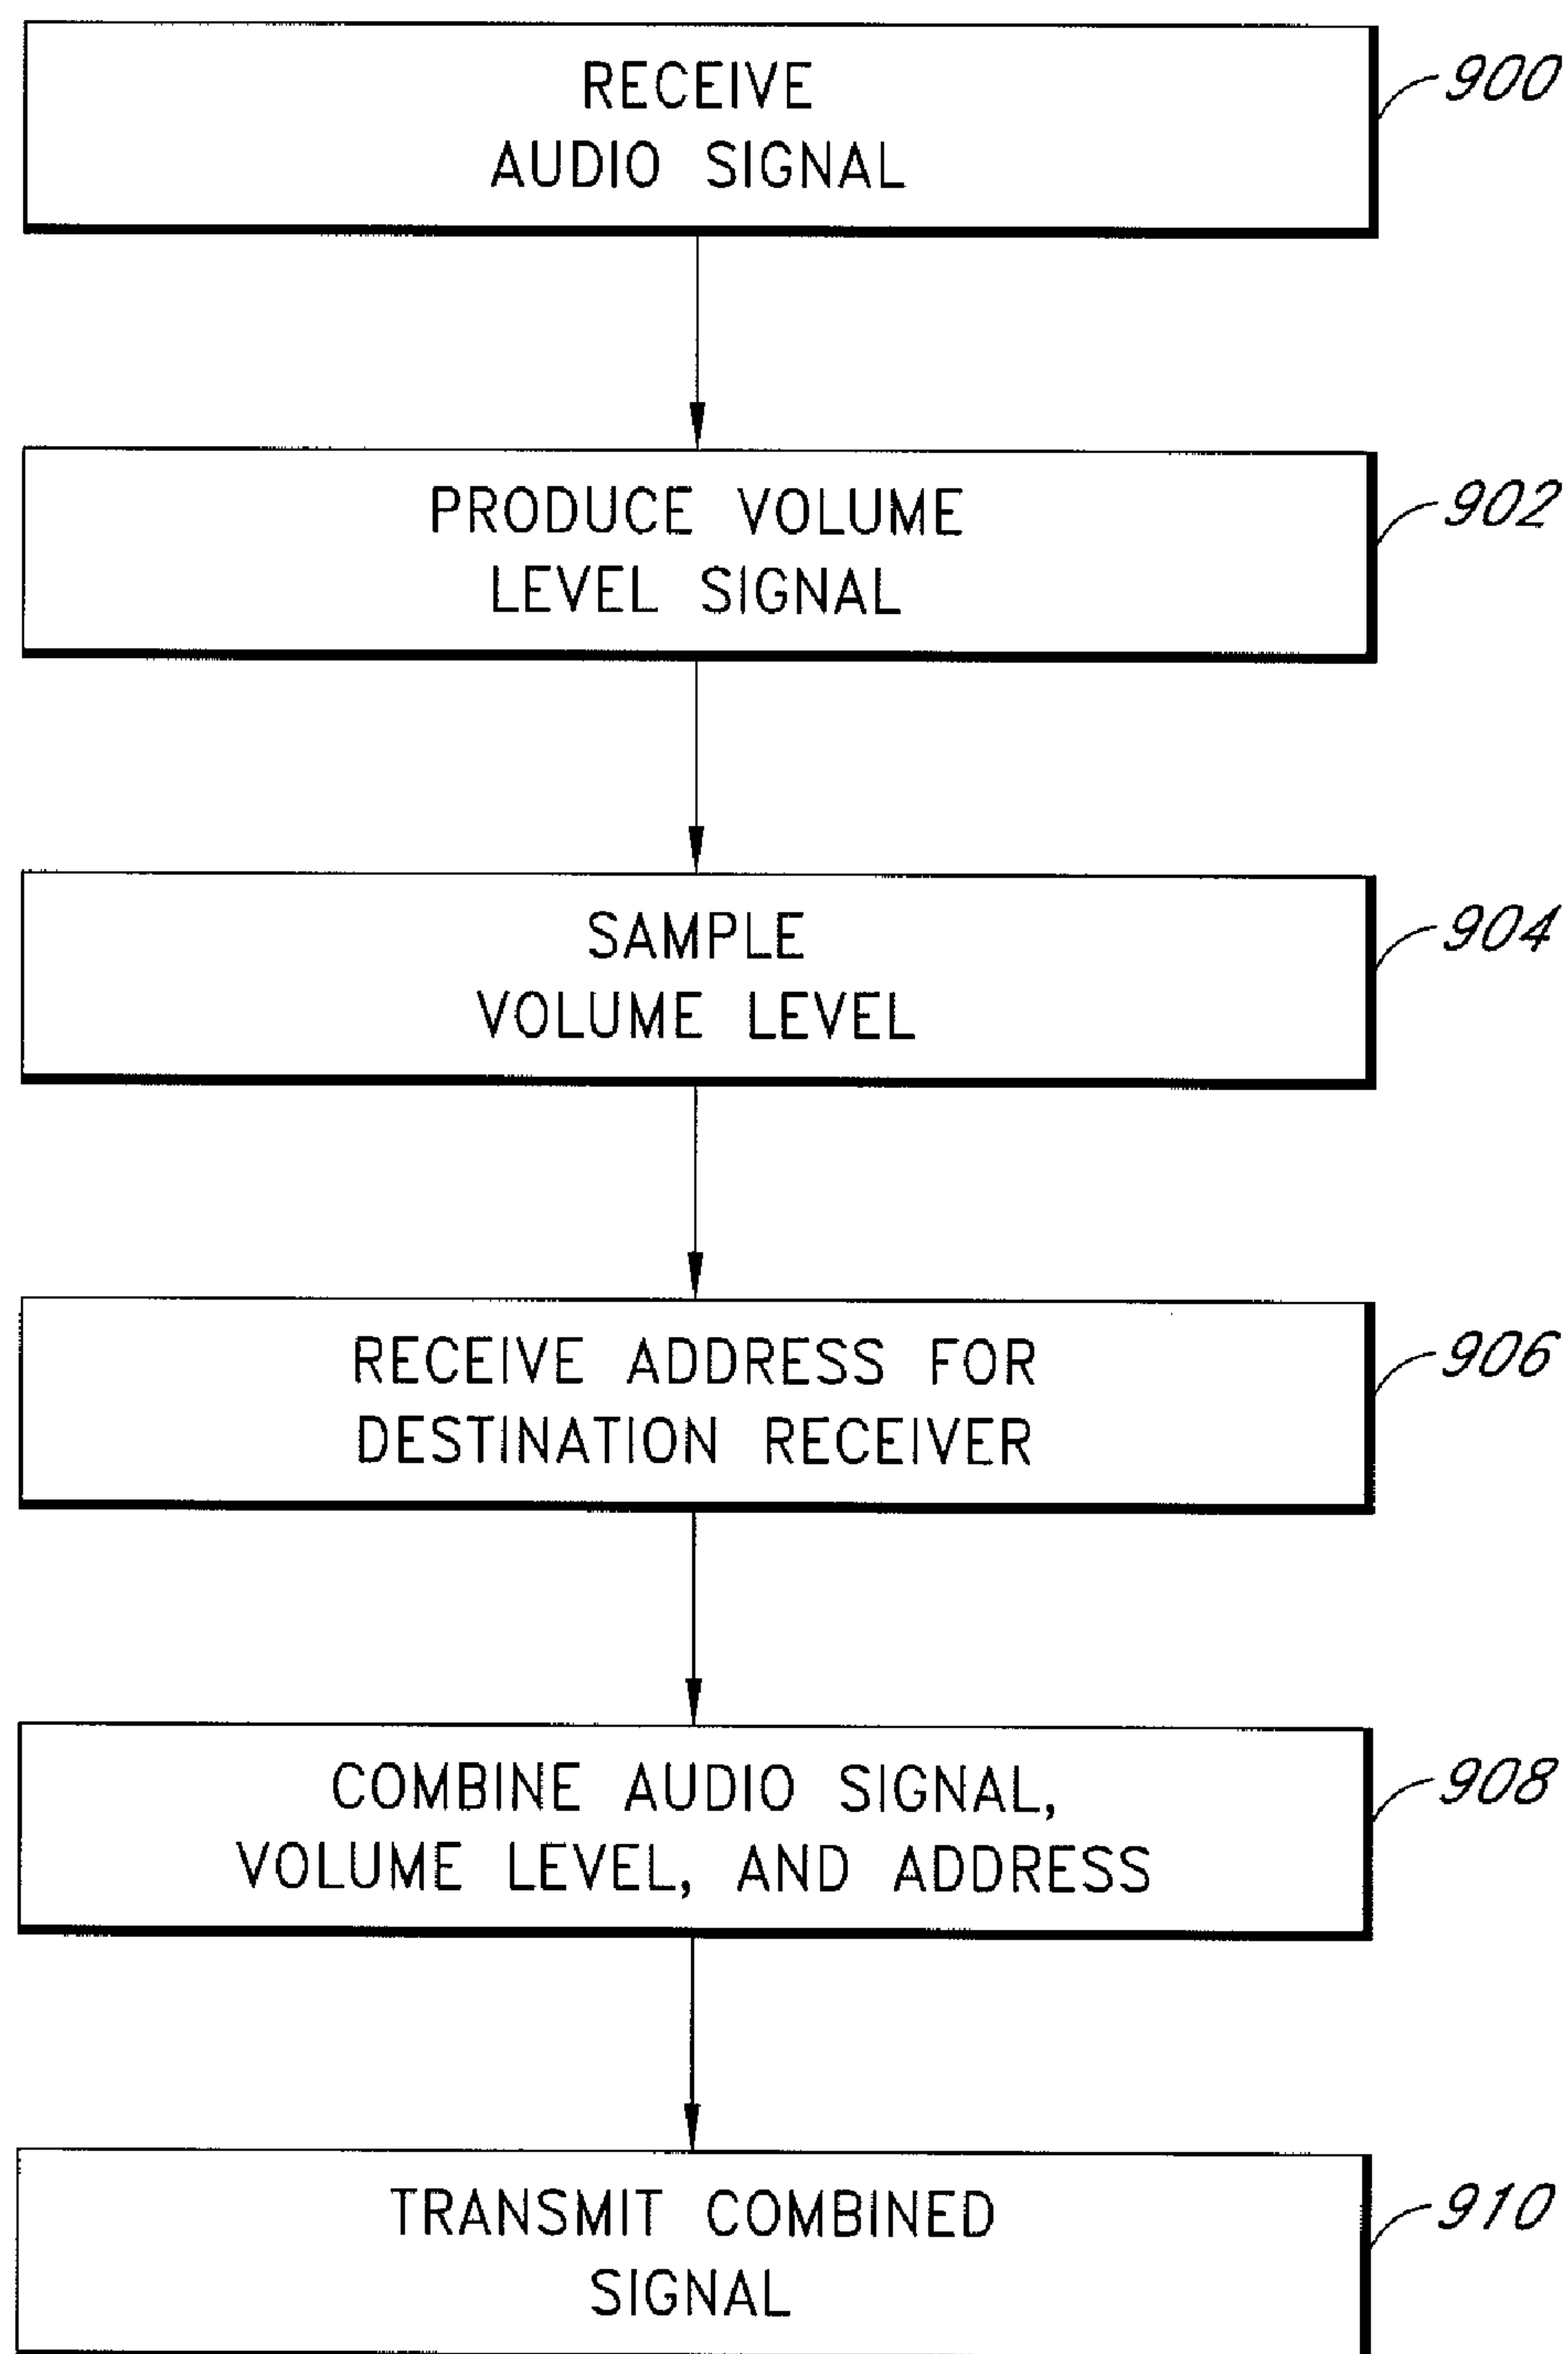 RECEIVE
AUDIO SIGNAL
900
PRODUCE VOLUME
LEVEL SIGNAL
902
SAMPLE
VOLUME LEVEL
904
RECEIVE ADDRESS FOR
DESTINATION RECEIVER
906
COMBINE AUDIO SIGNAL,
VOLUME LEVEL, AND ADDRESS
908
TRANSMIT COMBINED
SIGNAL
910